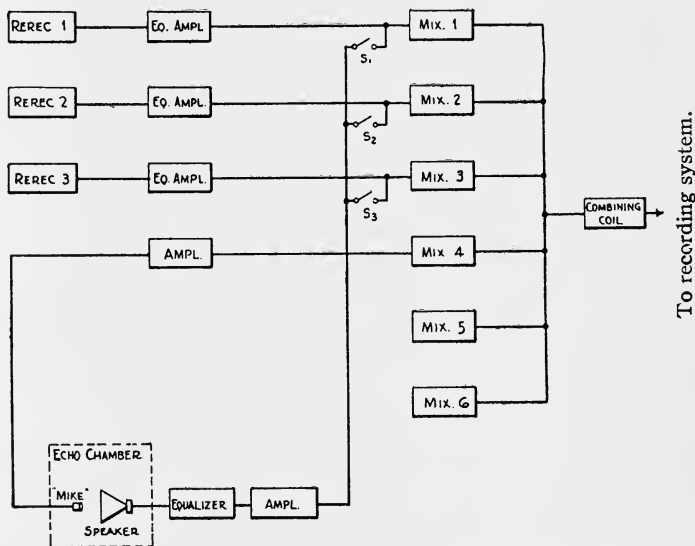 REREC 1
EQ. AMPL
MIX. 1
S1
REREC 2
EQ. AMPL.
MIX. 2
S2
REREC 3
EQ. AMPL.
MIX. 3
S3
AMPL.
MIX. 4
COMBINING
COIL
To recording system.
MIX. 5
MIX. 6
ECHO CHAMBER
"MIKE"
SPEAKER
EQUALIZER
AMPL.